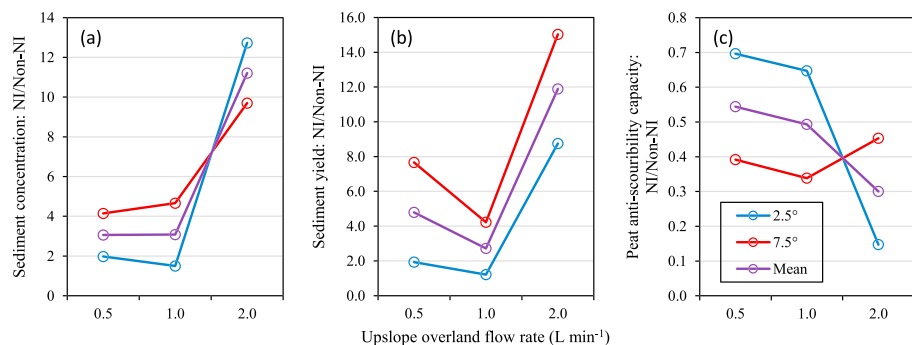 Sediment concentration: NI/Non-NI
14
12
10
8
6
4
2
0
(a)
0.5 1.0 2.0
Sediment yield: NI/Non-NI
16.0
14.0
12.0
10.0
8.0
6.0
4.0
2.0
0.0
(b)
0.5 1.0 2.0
Upslope overland flow rate (L min⁻¹)
Peat anti-scouribility capacity:
NI/Non-NI
0.8
0.7
0.6
0.5
0.4
0.3
0.2
0.1
0.0
(c)
2.5°
7.5°
Mean
0.5 1.0 2.0